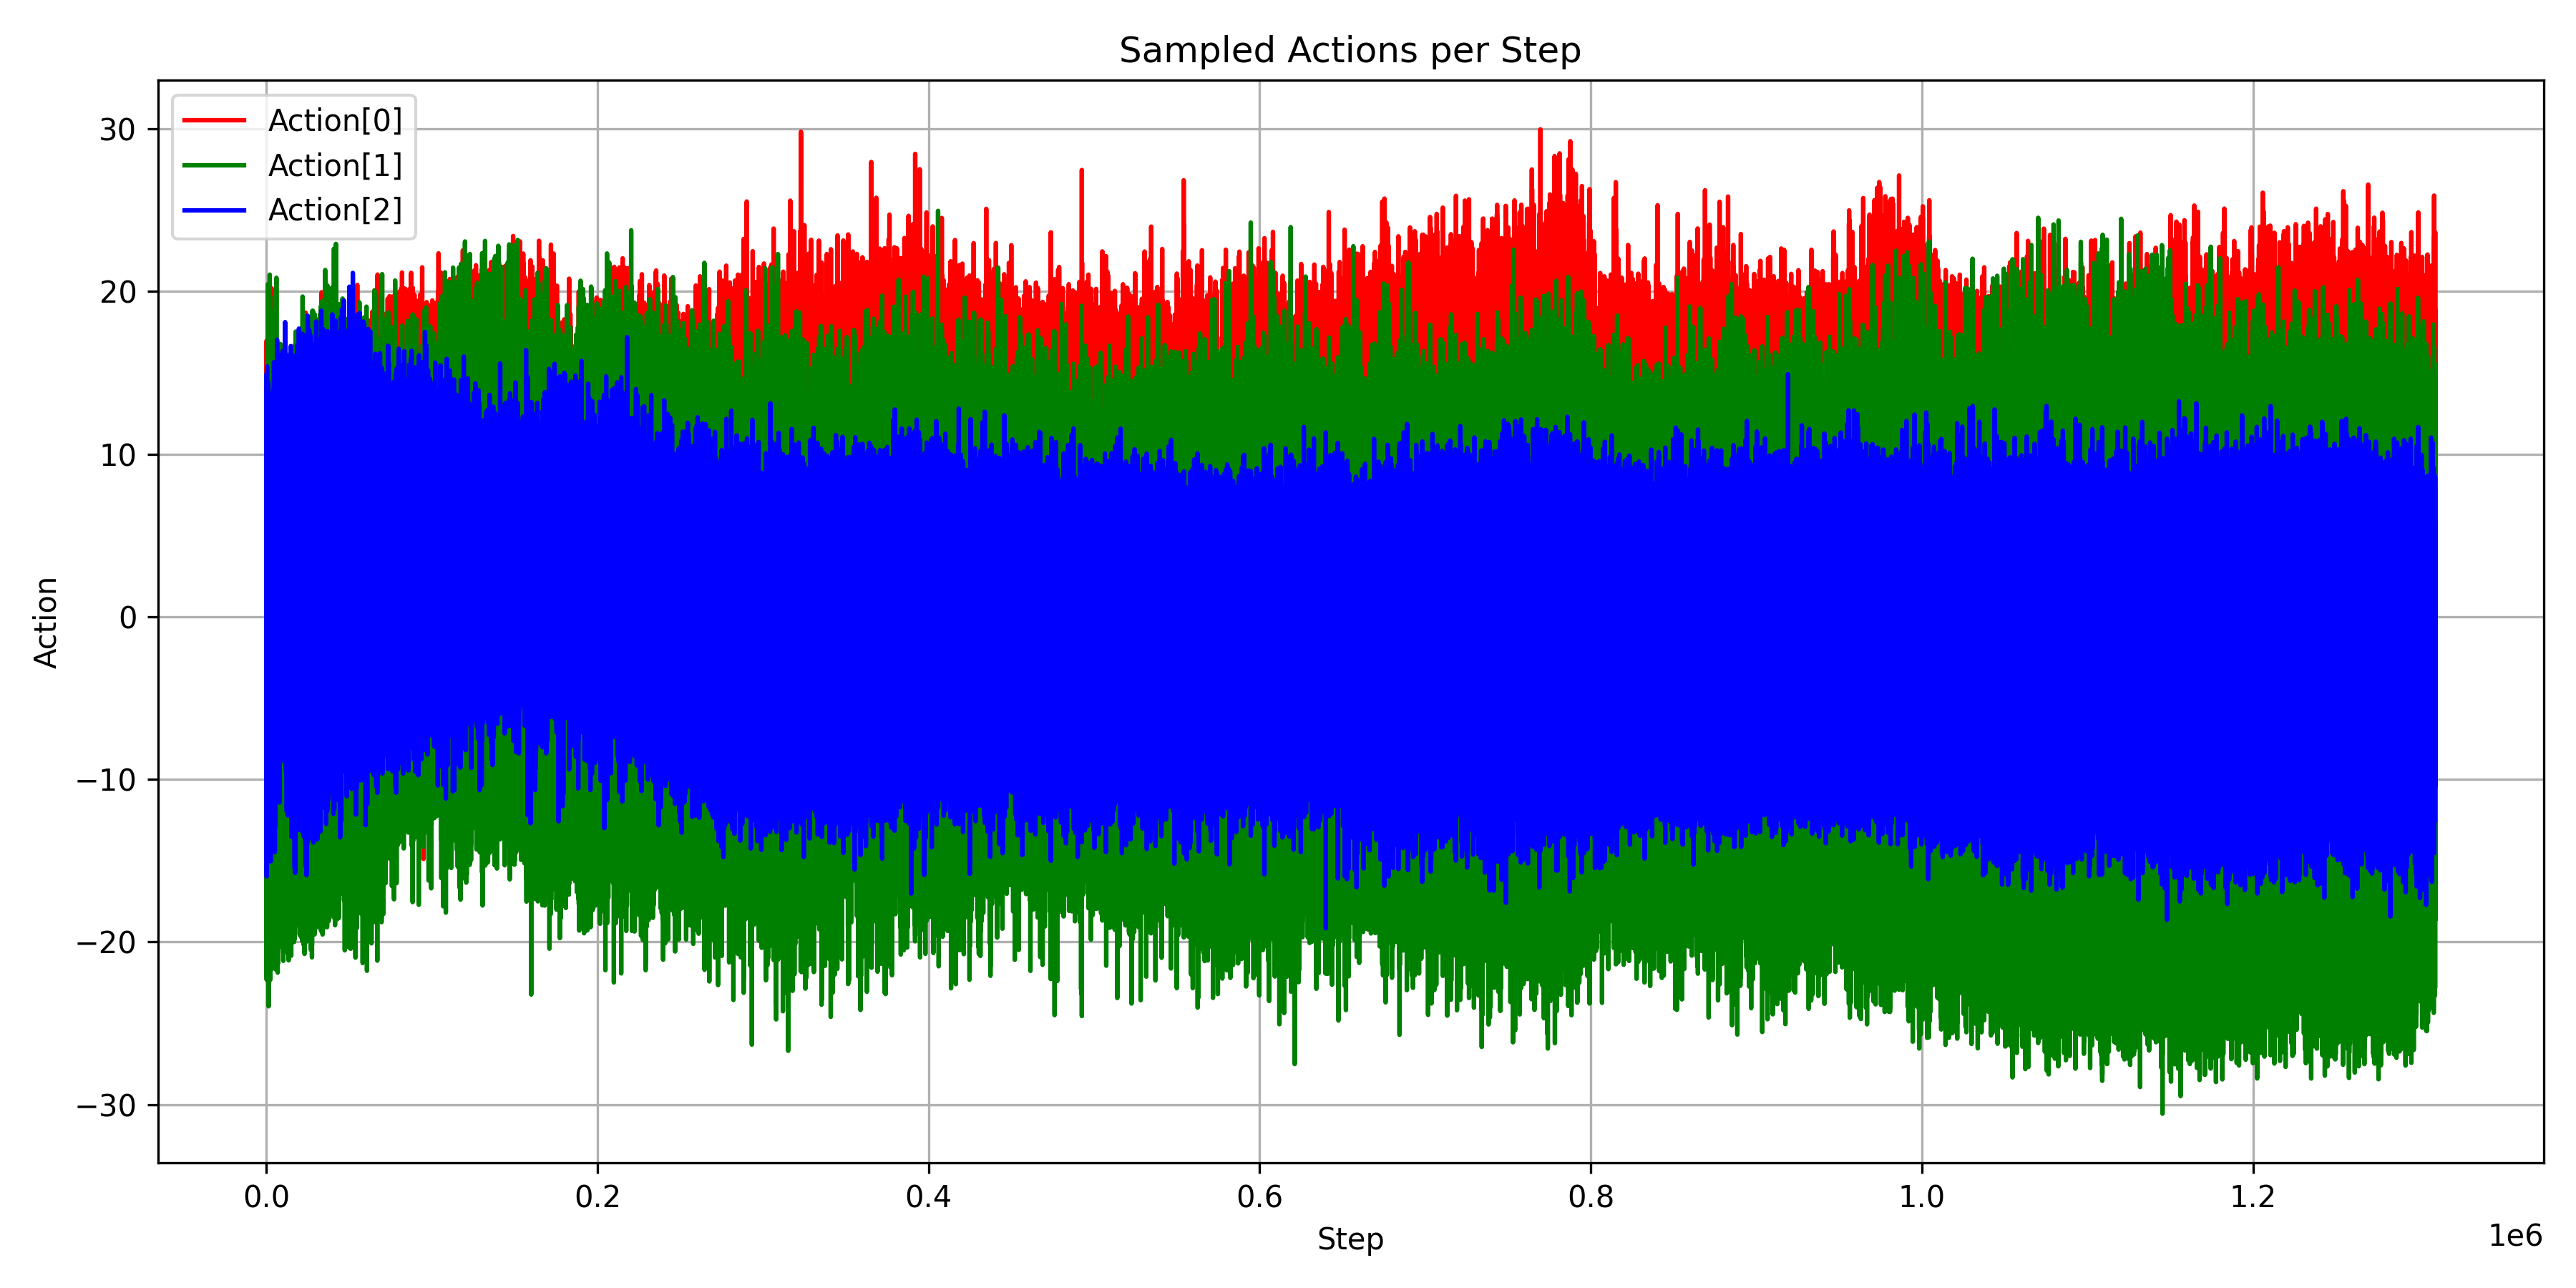 Sampled Actions per Step
Action[0]
Action[1]
Action[2]
30
20
10
0
−10
−20
−30
Action
0.0 0.2 0.4 0.6 0.8 1.0 1.2
1e6
Step